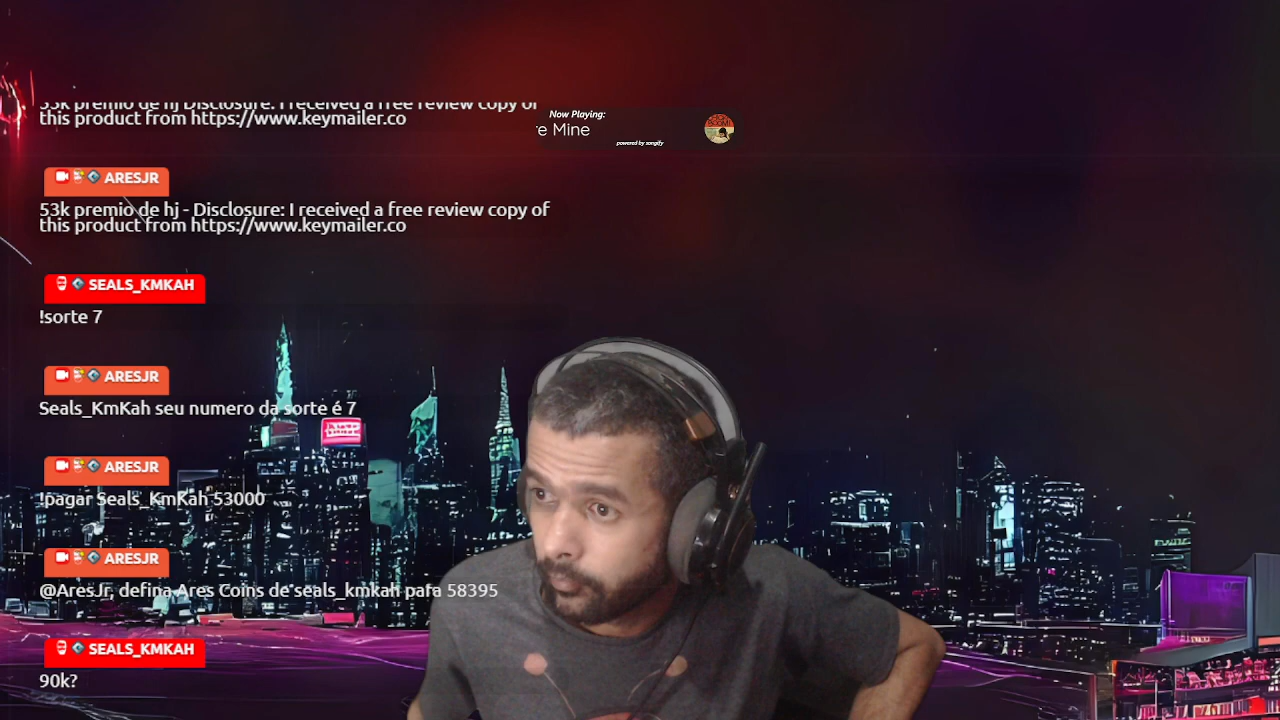 53k premio de hj Disclosure: I received a free review copy of
this product from https://www.keymailer.co
Now Playing:
e Mine
powered by songify
ARESJR
53k premio de hj - Disclosure: I received a free review copy of
this product from https://www.keymailer.co
SEALS_KMKAH
!sorte 7
ARESJR
Seals_KmKah seu numero da sorte é 7
ARESJR
!pagar Seals_KmKah 53000
ARESJR
@AresJr, defina Ares Coins de seals_kmkah para 58395
SEALS_KMKAH
90k?